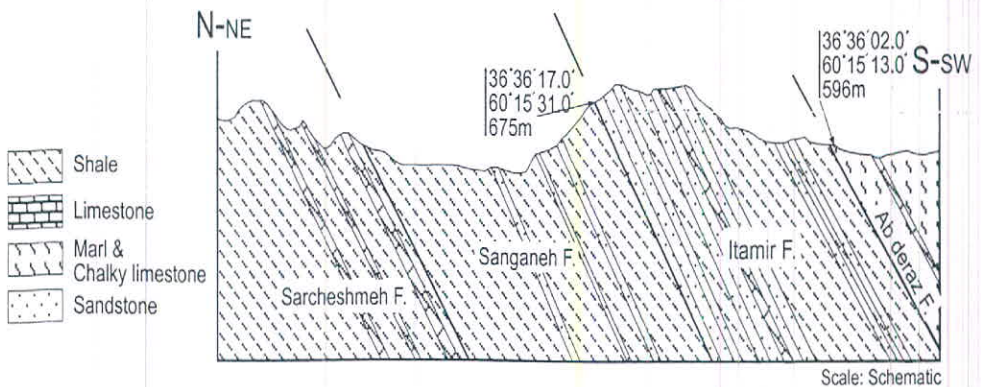 N-NE
36°36′17.0′
60°15′31.0′
675m
36°36′02.0′
60°15′13.0′
596m
S-SW
Shale
Limestone
Marl &
Chalky limestone
Sandstone
Sarcheshmeh F.
Sanganeh F.
Itamir F.
Ab deraz F.
Scale: Schematic